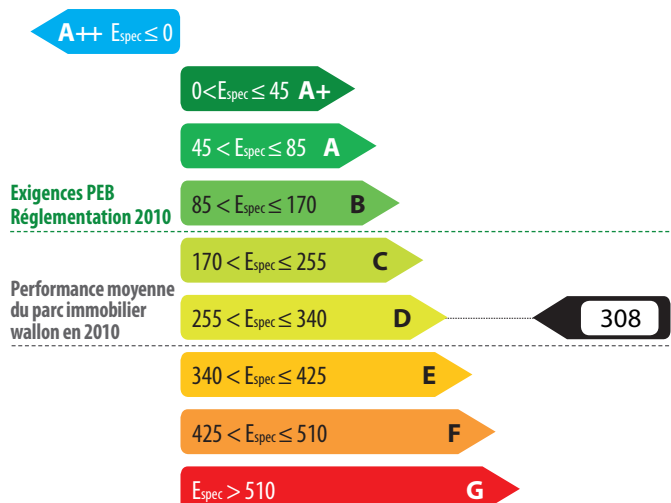 A++ Espec ≤ 0
0<Espec ≤ 45 A+
45 < Espec ≤ 85 A
Exigences PEB
Réglementation 2010
85 < Espec ≤ 170 B
170 < Espec ≤ 255 C
Performance moyenne
du parc immobilier
wallon en 2010
255 < Espec ≤ 340 D
308
340 < Espec ≤ 425 E
425 < Espec ≤ 510 F
Espec > 510 G